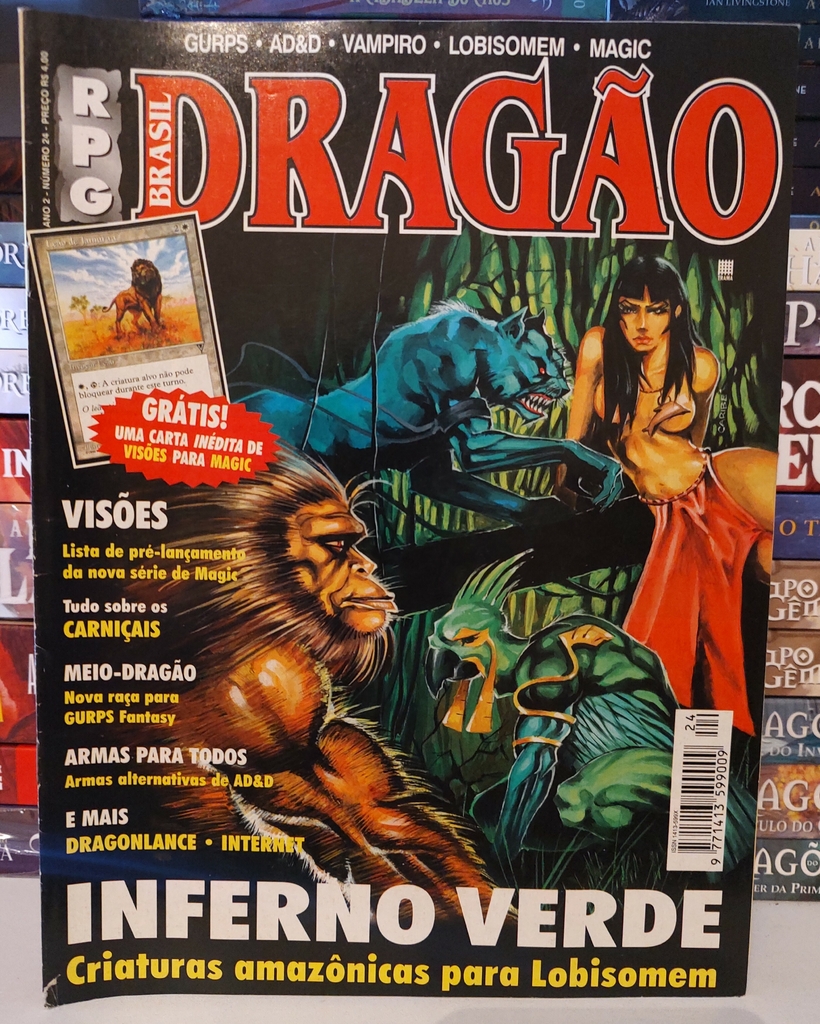 IAN LIVINGSTONE
GURPS • AD&D • VAMPIRO • LOBISOMEM • MAGIC
ANO 2 - NÚMERO 24 - PREÇO R$ 4,00
RPG
BRASIL
DRAGÃO
: A criatura alvo não pode
bloquear durante este turno.
GRÁTIS!
UMA CARTA INÉDITA DE
VISÕES PARA MAGIC
CARIBÉ
VISÕES
Lista de pré-lançamento
da nova série de Magic
Tudo sobre os
CARNIÇAIS
MEIO-DRAGÃO
Nova raça para
GURPS Fantasy
ARMAS PARA TODOS
Armas alternativas de AD&D
E MAIS
DRAGONLANCE • INTERNET
24
9 771413 599009
INFERNO VERDE
Criaturas amazônicas para Lobisomem